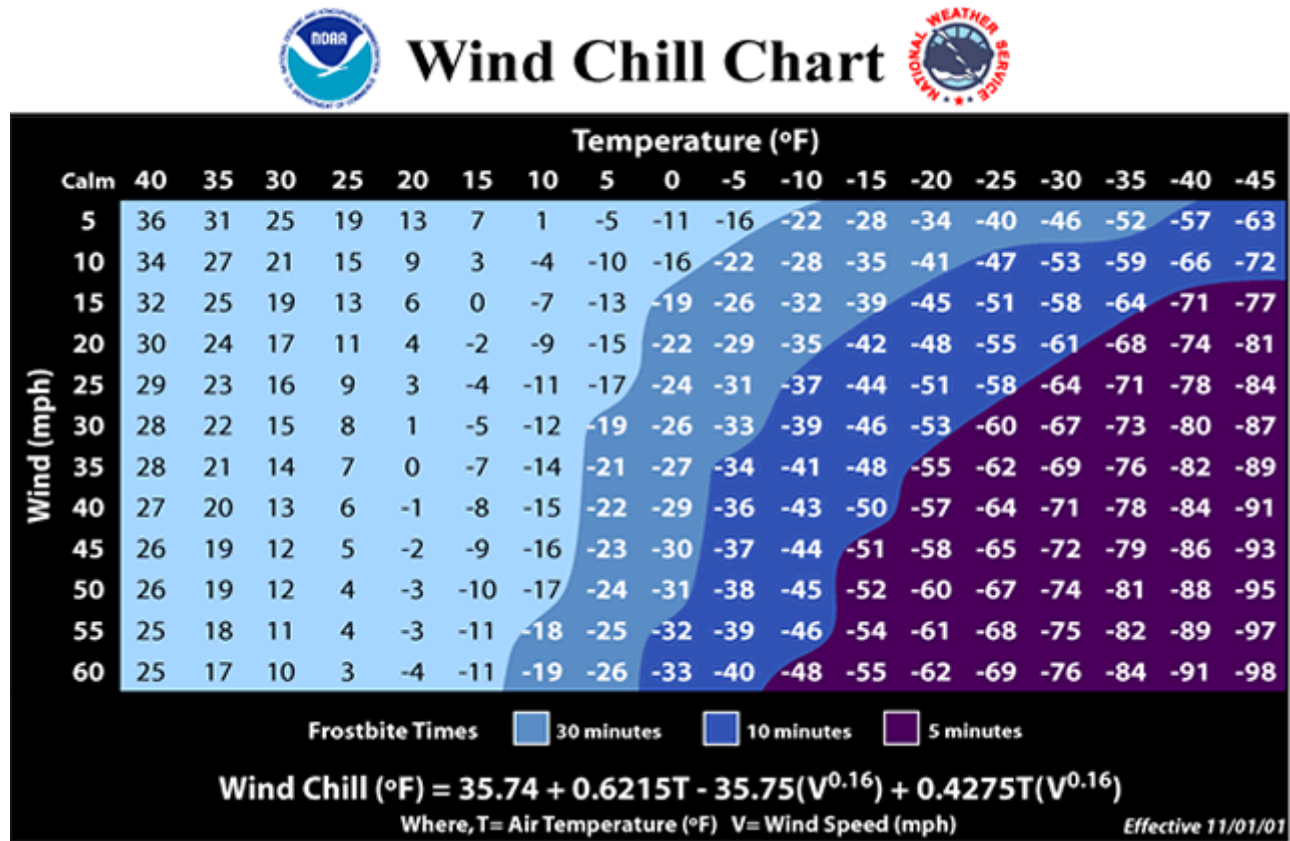 NOAA
NATIONAL OCEANIC AND ATMOSPHERIC ADMINISTRATION
U.S. DEPARTMENT OF COMMERCE
Wind Chill Chart
NATIONAL WEATHER SERVICE
Temperature (ºF)
Calm 40 35 30 25 20 15 10 5 0 -5 -10 -15 -20 -25 -30 -35 -40 -45
Wind (mph)
5 36 31 25 19 13 7 1 -5 -11 -16 -22 -28 -34 -40 -46 -52 -57 -63
10 34 27 21 15 9 3 -4 -10 -16 -22 -28 -35 -41 -47 -53 -59 -66 -72
15 32 25 19 13 6 0 -7 -13 -19 -26 -32 -39 -45 -51 -58 -64 -71 -77
20 30 24 17 11 4 -2 -9 -15 -22 -29 -35 -42 -48 -55 -61 -68 -74 -81
25 29 23 16 9 3 -4 -11 -17 -24 -31 -37 -44 -51 -58 -64 -71 -78 -84
30 28 22 15 8 1 -5 -12 -19 -26 -33 -39 -46 -53 -60 -67 -73 -80 -87
35 28 21 14 7 0 -7 -14 -21 -27 -34 -41 -48 -55 -62 -69 -76 -82 -89
40 27 20 13 6 -1 -8 -15 -22 -29 -36 -43 -50 -57 -64 -71 -78 -84 -91
45 26 19 12 5 -2 -9 -16 -23 -30 -37 -44 -51 -58 -65 -72 -79 -86 -93
50 26 19 12 4 -3 -10 -17 -24 -31 -38 -45 -52 -60 -67 -74 -81 -88 -95
55 25 18 11 4 -3 -11 -18 -25 -32 -39 -46 -54 -61 -68 -75 -82 -89 -97
60 25 17 10 3 -4 -11 -19 -26 -33 -40 -48 -55 -62 -69 -76 -84 -91 -98
Frostbite Times 30 minutes 10 minutes 5 minutes
Wind Chill (ºF) = 35.74 + 0.6215T - 35.75(V^0.16) + 0.4275T(V^0.16)
Where, T= Air Temperature (ºF) V= Wind Speed (mph)
Effective 11/01/01